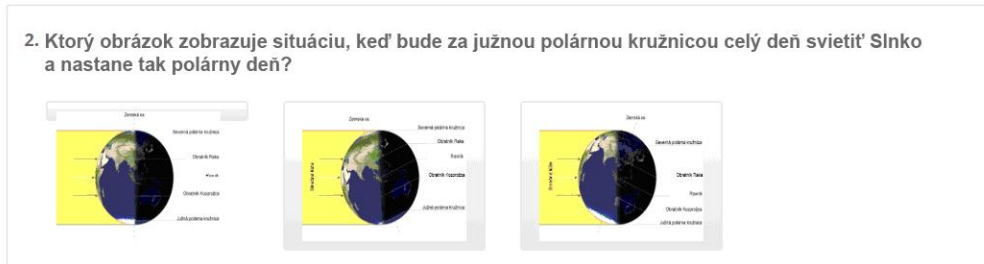 2. Ktorý obrázok zobrazuje situáciu, keď bude za južnou polárnou kružnicou celý deň svietiť Slnko
a nastane tak polárny deň?
Zemská os
Severná polárna kružnica
Obratník Raka
Rovník
Obratník Kozorožca
Južná polárna kružnica
Zemská os
Severná polárna kružnica
Obratník Raka
Rovník
Obratník Kozorožca
Južná polárna kružnica
Zemská os
Severná polárna kružnica
Obratník Raka
Rovník
Obratník Kozorožca
Južná polárna kružnica